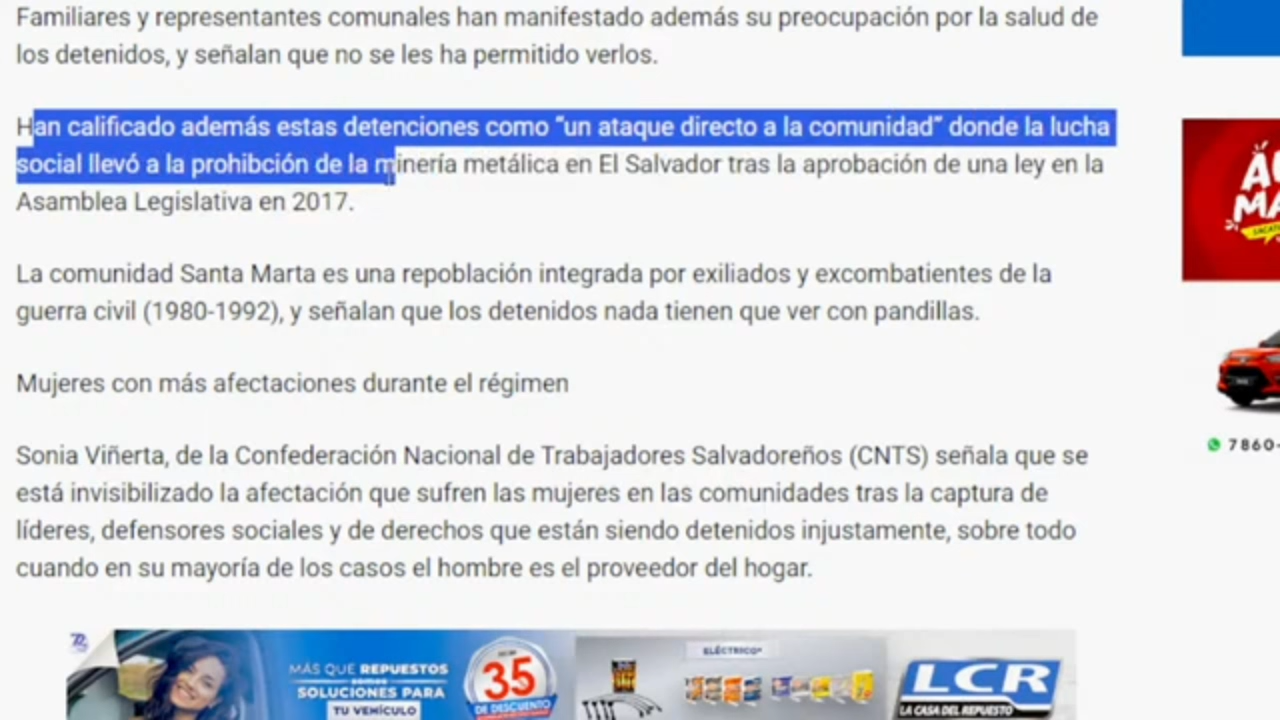 Familiares y representantes comunales han manifestado además su preocupación por la salud de
los detenidos, y señalan que no se les ha permitido verlos.
Han calificado además estas detenciones como “un ataque directo a la comunidad” donde la lucha
social llevó a la prohibción de la minería metálica en El Salvador tras la aprobación de una ley en la
Asamblea Legislativa en 2017.
La comunidad Santa Marta es una repoblación integrada por exiliados y excombatientes de la
guerra civil (1980-1992), y señalan que los detenidos nada tienen que ver con pandillas.
Mujeres con más afectaciones durante el régimen
Sonia Viñerta, de la Confederación Nacional de Trabajadores Salvadoreños (CNTS) señala que se
está invisibilizado la afectación que sufren las mujeres en las comunidades tras la captura de
líderes, defensores sociales y de derechos que están siendo detenidos injustamente, sobre todo
cuando en su mayoría de los casos el hombre es el proveedor del hogar.
7860-
MÁS QUE REPUESTOS
somos
SOLUCIONES PARA
TU VEHÍCULO
35
DE DESCUENTO
ELÉCTRICO*
LCR
LA CASA DEL REPUESTO